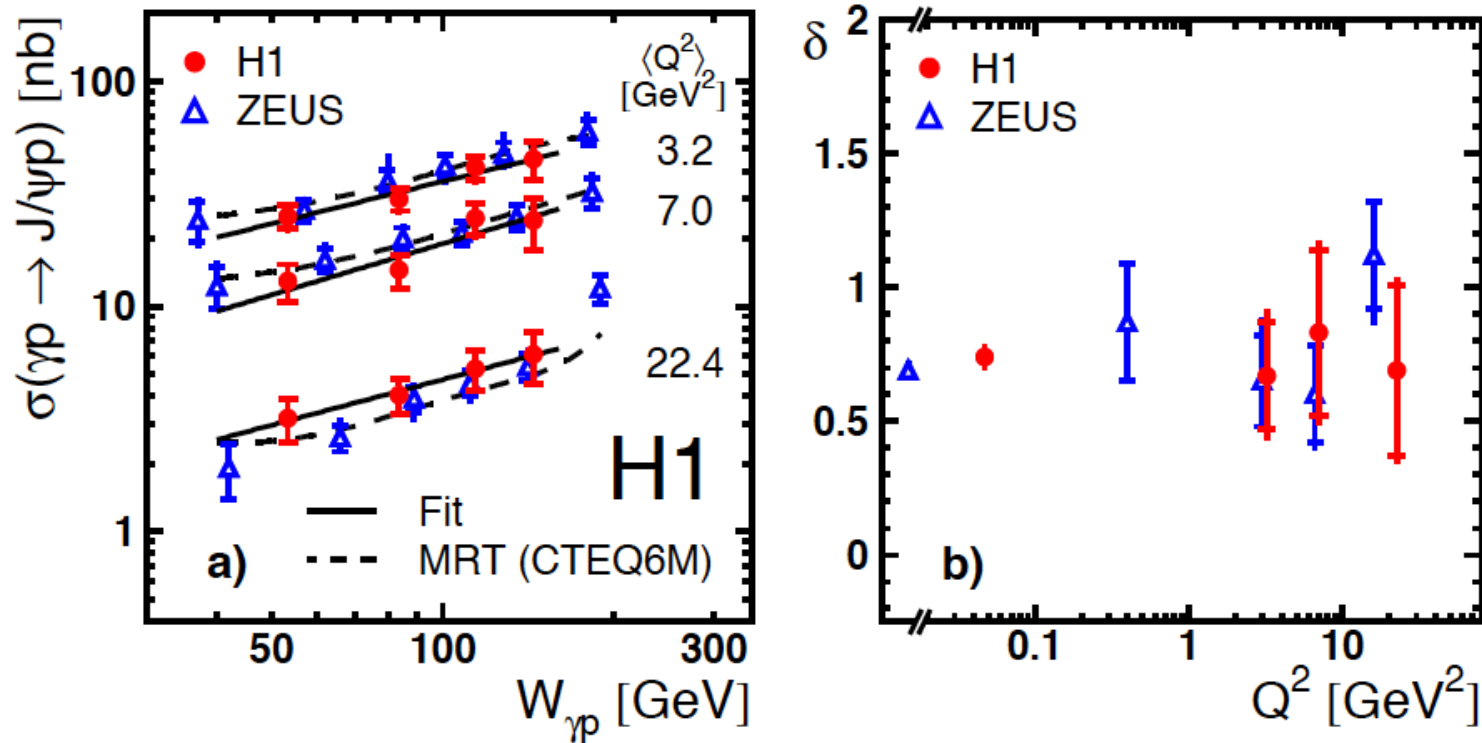 σ(γp → J/ψp) [nb]
100
10
1
H1
ZEUS
⟨Q²⟩
[GeV²]
3.2
7.0
22.4
H1
Fit
MRT (CTEQ6M)
a)
50
100
300
W_γp [GeV]
δ
2
1.5
1
0.5
0
H1
ZEUS
b)
0.1
1
10
Q² [GeV²]